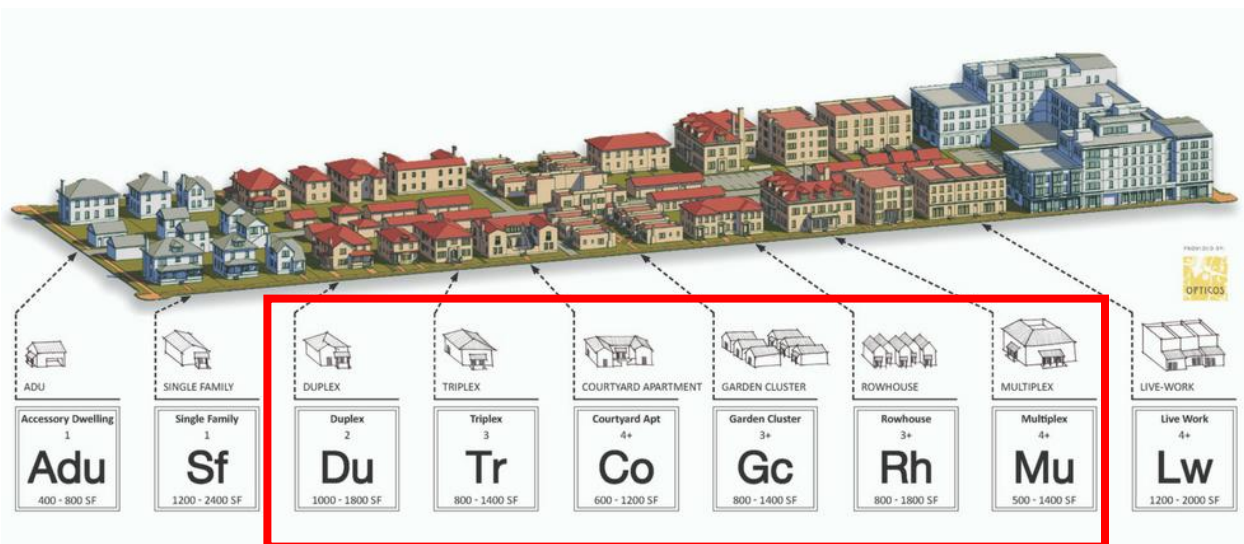 PROVIDED BY:
OPTICOS
ADU
SINGLE FAMILY
DUPLEX
TRIPLEX
COURTYARD APARTMENT
GARDEN CLUSTER
ROWHOUSE
MULTIPLEX
LIVE-WORK
Accessory Dwelling
1
Adu
400 - 800 SF
Single Family
1
Sf
1200 - 2400 SF
Duplex
2
Du
1000 - 1800 SF
Triplex
3
Tr
800 - 1400 SF
Courtyard Apt
4+
Co
600 - 1200 SF
Garden Cluster
3+
Gc
800 - 1400 SF
Rowhouse
3+
Rh
800 - 1800 SF
Multiplex
4+
Mu
500 - 1400 SF
Live Work
4+
Lw
1200 - 2000 SF